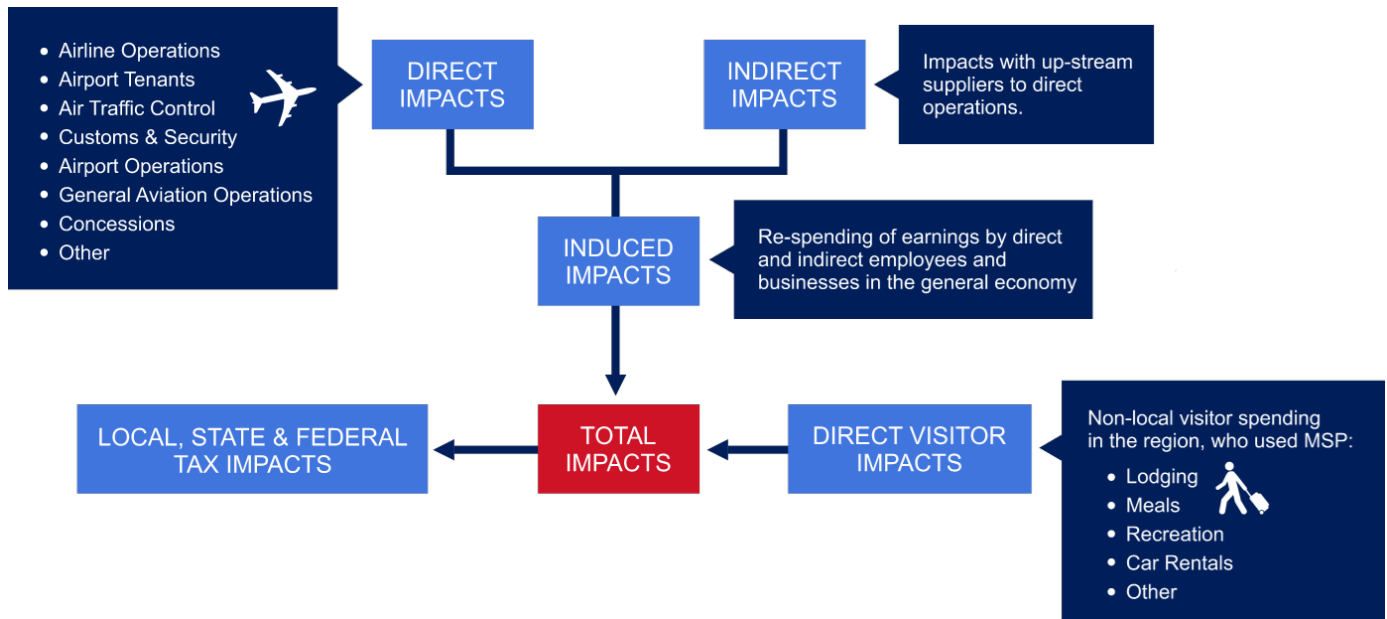 • Airline Operations
• Airport Tenants
• Air Traffic Control
• Customs & Security
• Airport Operations
• General Aviation Operations
• Concessions
• Other
DIRECT
IMPACTS
INDIRECT
IMPACTS
Impacts with up-stream
suppliers to direct
operations.
INDUCED
IMPACTS
Re-spending of earnings by direct
and indirect employees and
businesses in the general economy
LOCAL, STATE & FEDERAL
TAX IMPACTS
TOTAL
IMPACTS
DIRECT VISITOR
IMPACTS
Non-local visitor spending
in the region, who used MSP:
• Lodging
• Meals
• Recreation
• Car Rentals
• Other